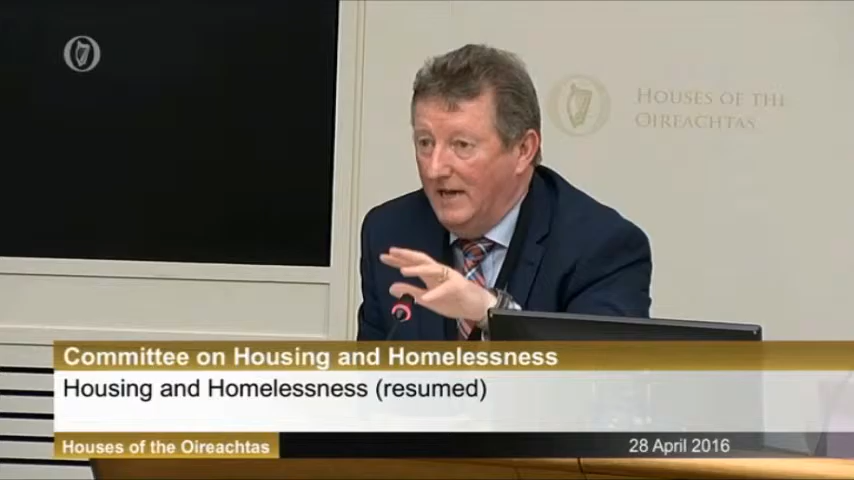 HOUSES OF THE
OIREACHTAS
Committee on Housing and Homelessness
Housing and Homelessness (resumed)
Houses of the Oireachtas
28 April 2016